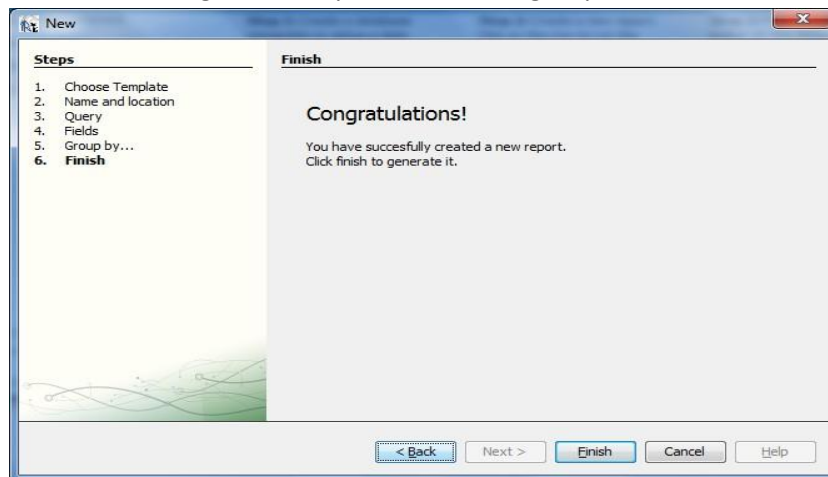 New
Steps
Finish
1. Choose Template
2. Name and location
3. Query
4. Fields
5. Group by...
6. Finish
Congratulations!
You have succesfully created a new report.
Click finish to generate it.
< Back
Next >
Finish
Cancel
Help